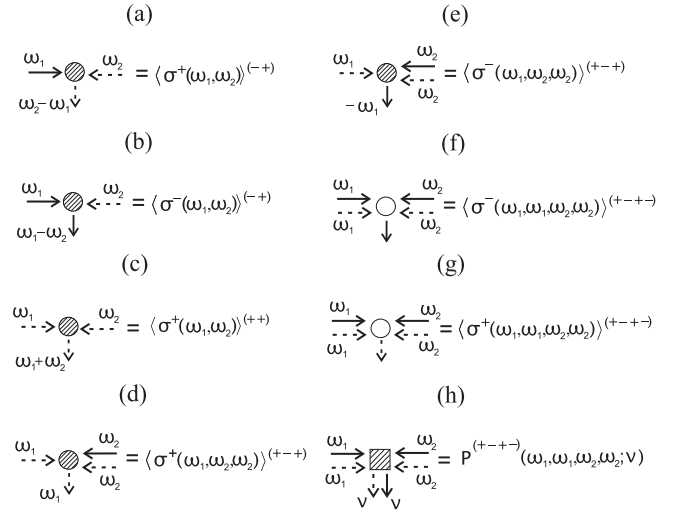 (a)
ω₁ ω₂ = ⟨σ⁺(ω₁,ω₂)⟩⁽⁻⁺⁾
ω₂−ω₁
(b)
ω₁ ω₂ = ⟨σ⁻(ω₁,ω₂)⟩⁽⁻⁺⁾
ω₁−ω₂
(c)
ω₁ ω₂ = ⟨σ⁺(ω₁,ω₂)⟩⁽⁺⁺⁾
ω₁+ω₂
(d)
ω₁ ω₂ = ⟨σ⁺(ω₁,ω₂,ω₂)⟩⁽⁺⁻⁺⁾
ω₂
ω₁
(e)
ω₁ ω₂ = ⟨σ⁻(ω₁,ω₂,ω₂)⟩⁽⁺⁻⁺⁾
ω₂
−ω₁
(f)
ω₁ ω₂ = ⟨σ⁻(ω₁,ω₁,ω₂,ω₂)⟩⁽⁺⁻⁺⁻⁾
ω₁ ω₂
(g)
ω₁ ω₂ = ⟨σ⁺(ω₁,ω₁,ω₂,ω₂)⟩⁽⁺⁻⁺⁻⁾
ω₁ ω₂
(h)
ω₁ ω₂ = P⁽⁺⁻⁺⁻⁾(ω₁,ω₁,ω₂,ω₂;ν)
ω₁ ω₂
ν ν